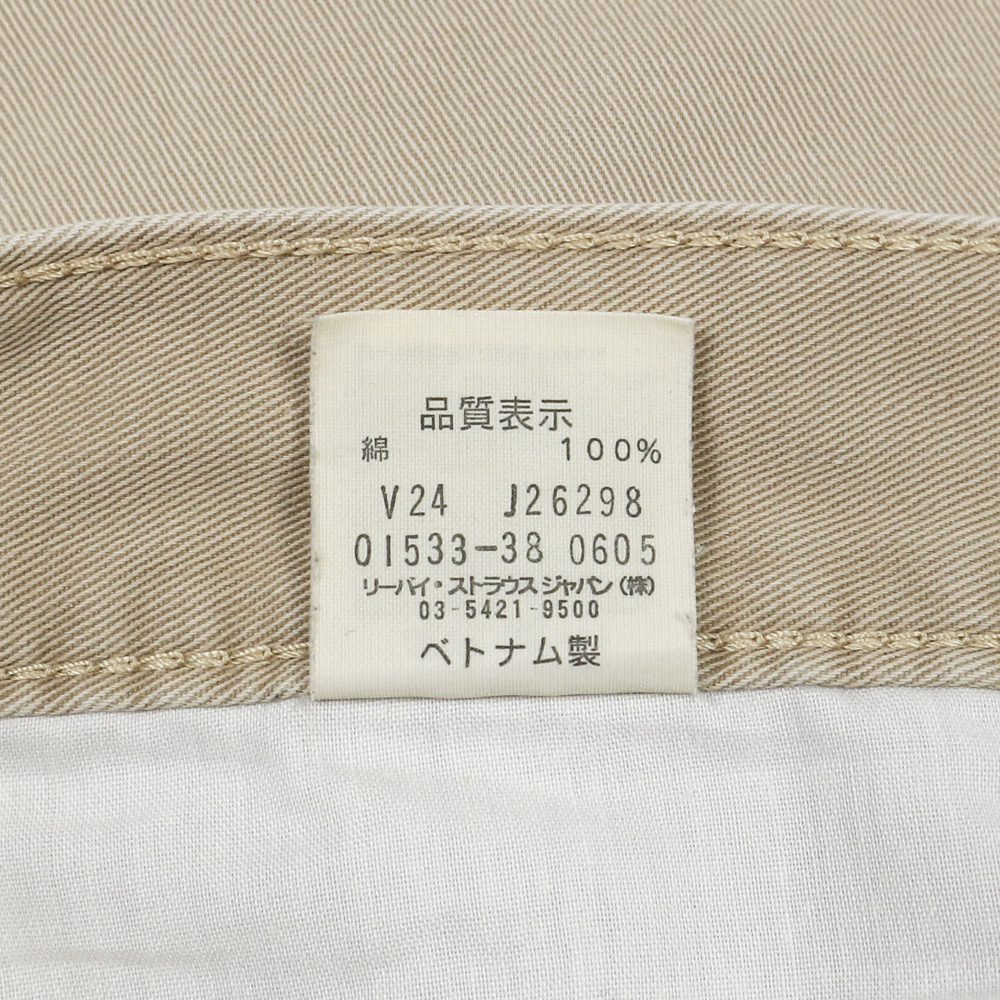 品質表示
綿 100%
V24 J26298
01533-38 0605
リーバイ・ストラウス ジャパン(株)
03-5421-9500
ベトナム製